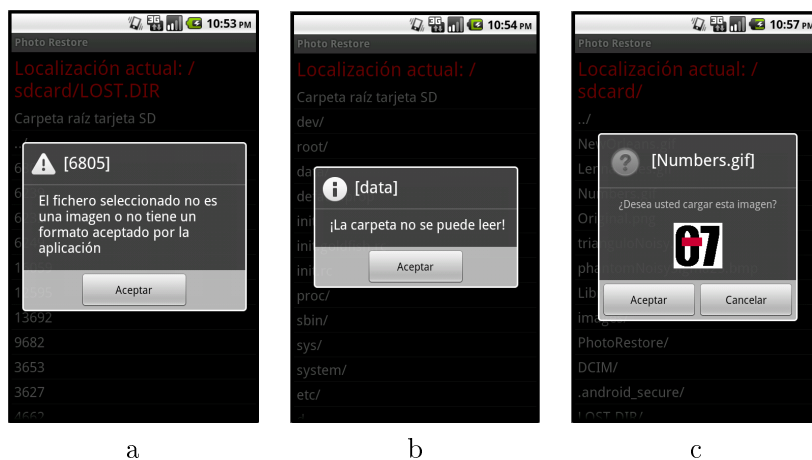 10:53 PM
Photo Restore
Localización actual: /
sdcard/LOST.DIR
Carpeta raíz tarjeta SD
../
[6805]
El fichero seleccionado no es
una imagen o no tiene un
formato aceptado por la
aplicación
Aceptar
13692
9682
3653
3627
4662
a
10:54 PM
Photo Restore
Localización actual: /
Carpeta raíz tarjeta SD
dev/
root/
[data]
¡La carpeta no se puede leer!
Aceptar
proc/
sbin/
sys/
system/
etc/
b
10:57 PM
Photo Restore
Localización actual: /
sdcard/
../
[Numbers.gif]
¿Desea usted cargar esta imagen?
67
Aceptar
Cancelar
PhotoRestore/
DCIM/
.android_secure/
LOST.DIR/
c